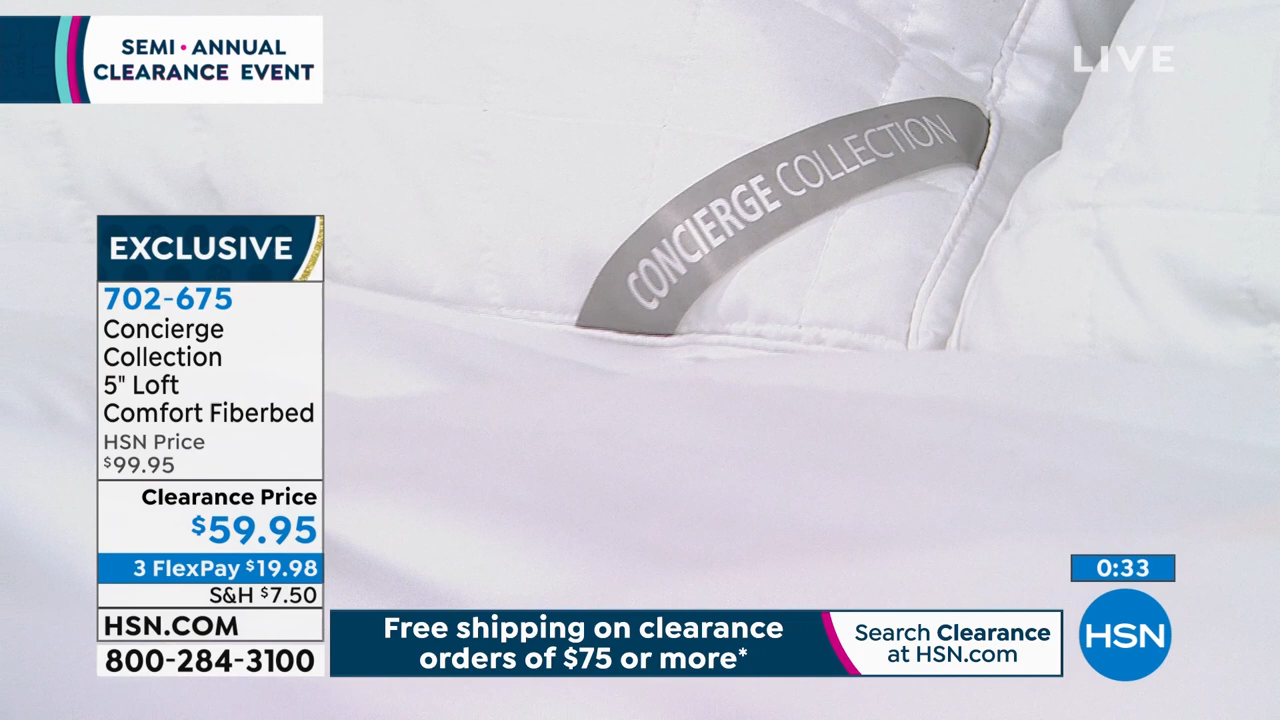 SEMI • ANNUAL
CLEARANCE EVENT
LIVE
CONCIERGE COLLECTION
EXCLUSIVE
702-675
Concierge
Collection
5" Loft
Comfort Fiberbed
HSN Price
$99.95
Clearance Price
$59.95
3 FlexPay $19.98
S&H $7.50
HSN.COM
800-284-3100
Free shipping on clearance
orders of $75 or more*
Search Clearance
at HSN.com
0:33
HSN